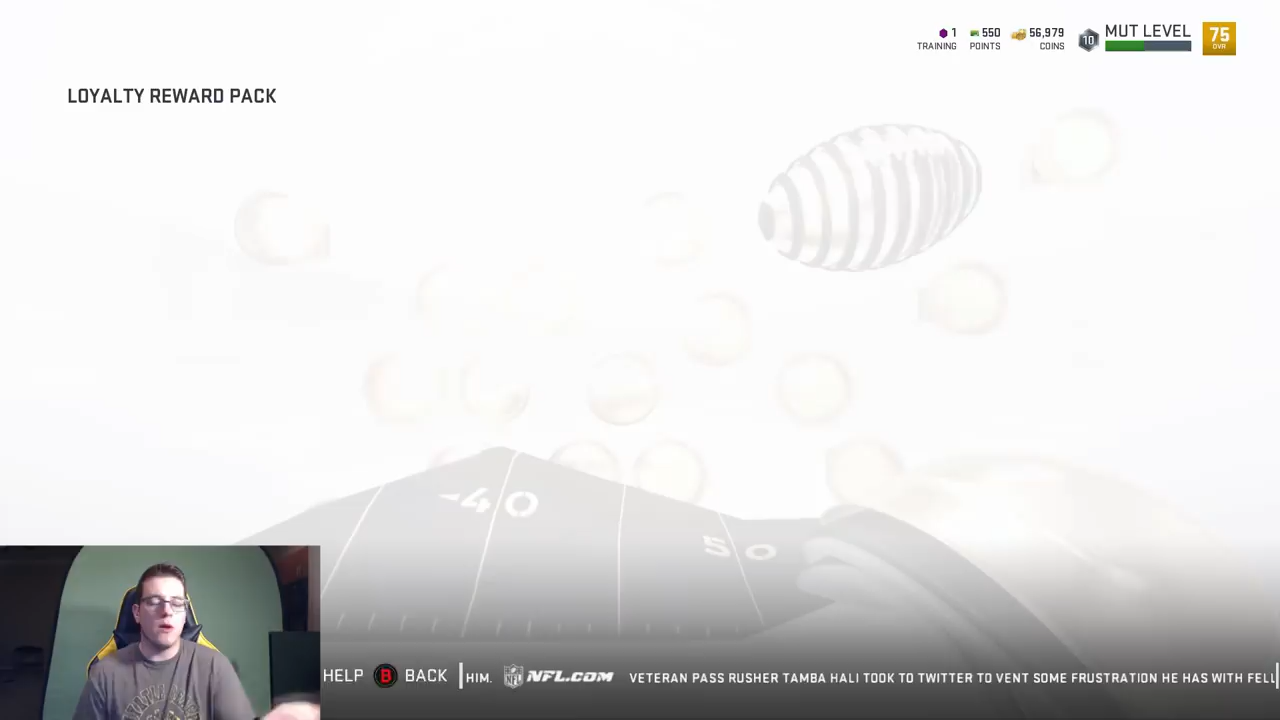 1 TRAINING
550 POINTS
56,979 COINS
10
MUT LEVEL
75 OVR
LOYALTY REWARD PACK
-40
50
HELP B BACK HIM. NFL NFL.COM VETERAN PASS RUSHER TAMBA HALI TOOK TO TWITTER TO VENT SOME FRUSTRATION HE HAS WITH FELL